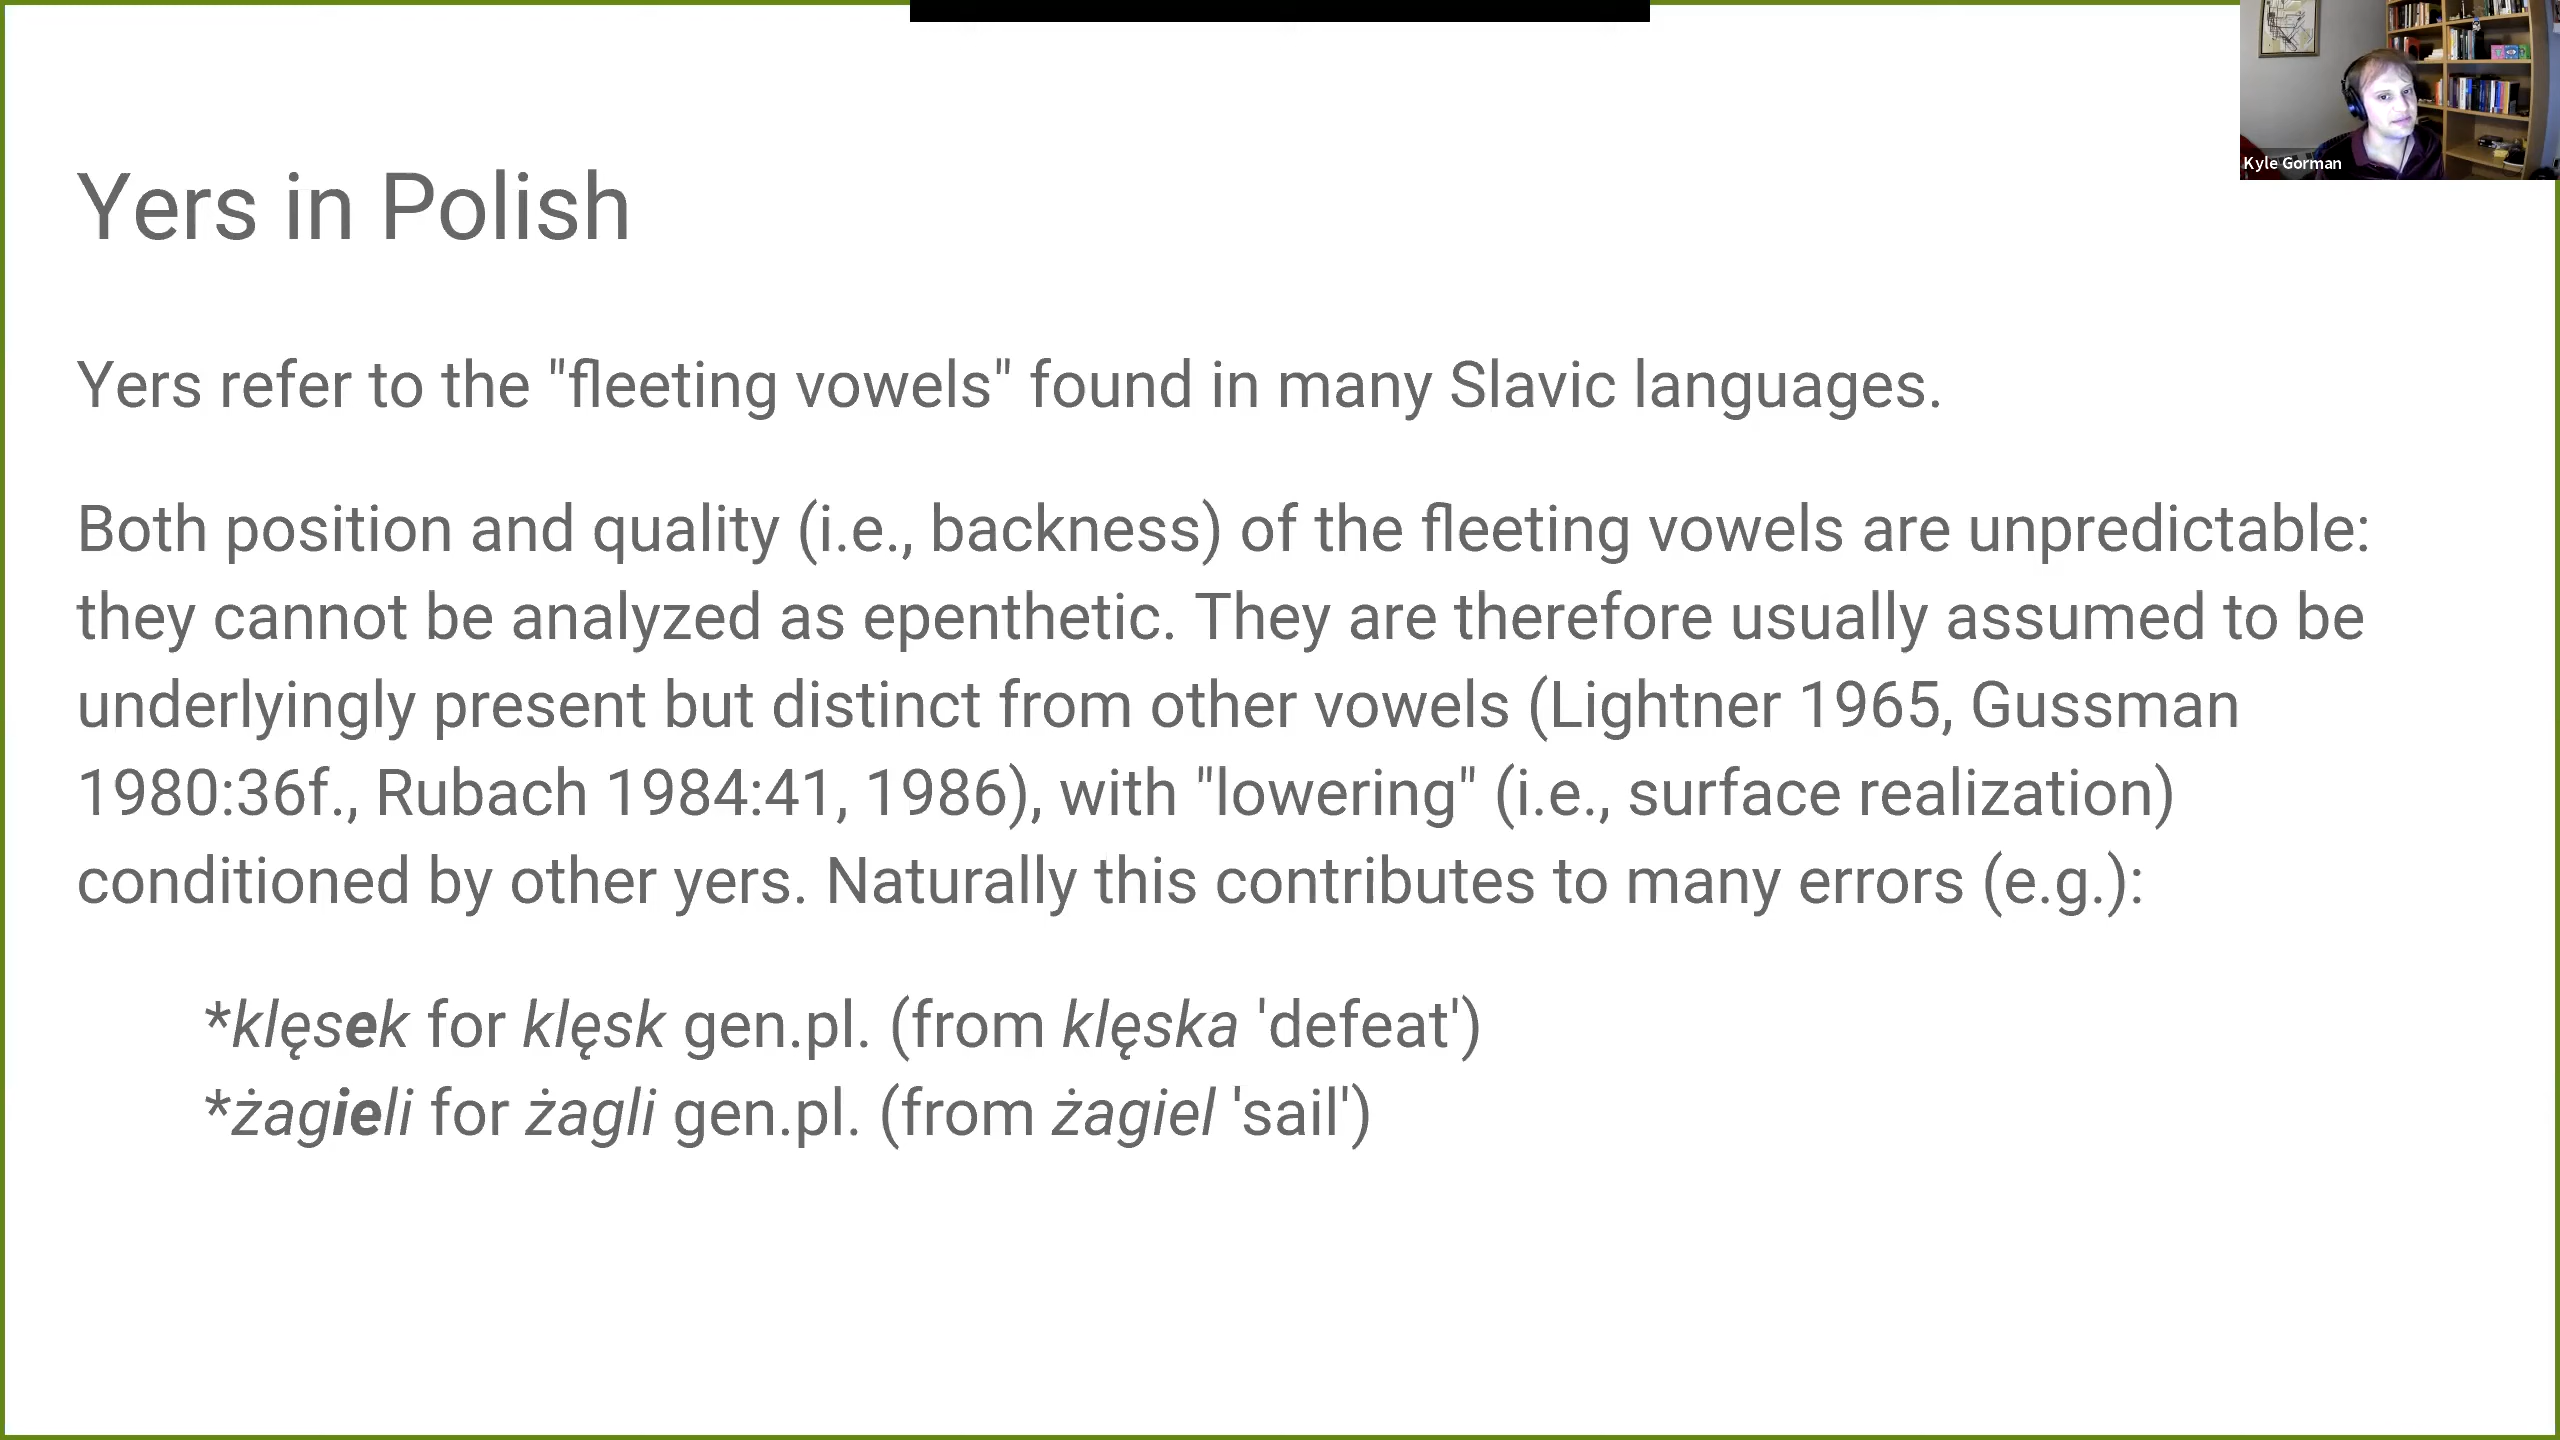 Yers in Polish
Yers refer to the "fleeting vowels" found in many Slavic languages.
Both position and quality (i.e., backness) of the fleeting vowels are unpredictable:
they cannot be analyzed as epenthetic. They are therefore usually assumed to be
underlyingly present but distinct from other vowels (Lightner 1965, Gussman
1980:36f., Rubach 1984:41, 1986), with "lowering" (i.e., surface realization)
conditioned by other yers. Naturally this contributes to many errors (e.g.):
*klęsek for klęsk gen.pl. (from klęska 'defeat')
*żagieli for żagli gen.pl. (from żagiel 'sail')
Kyle Gorman